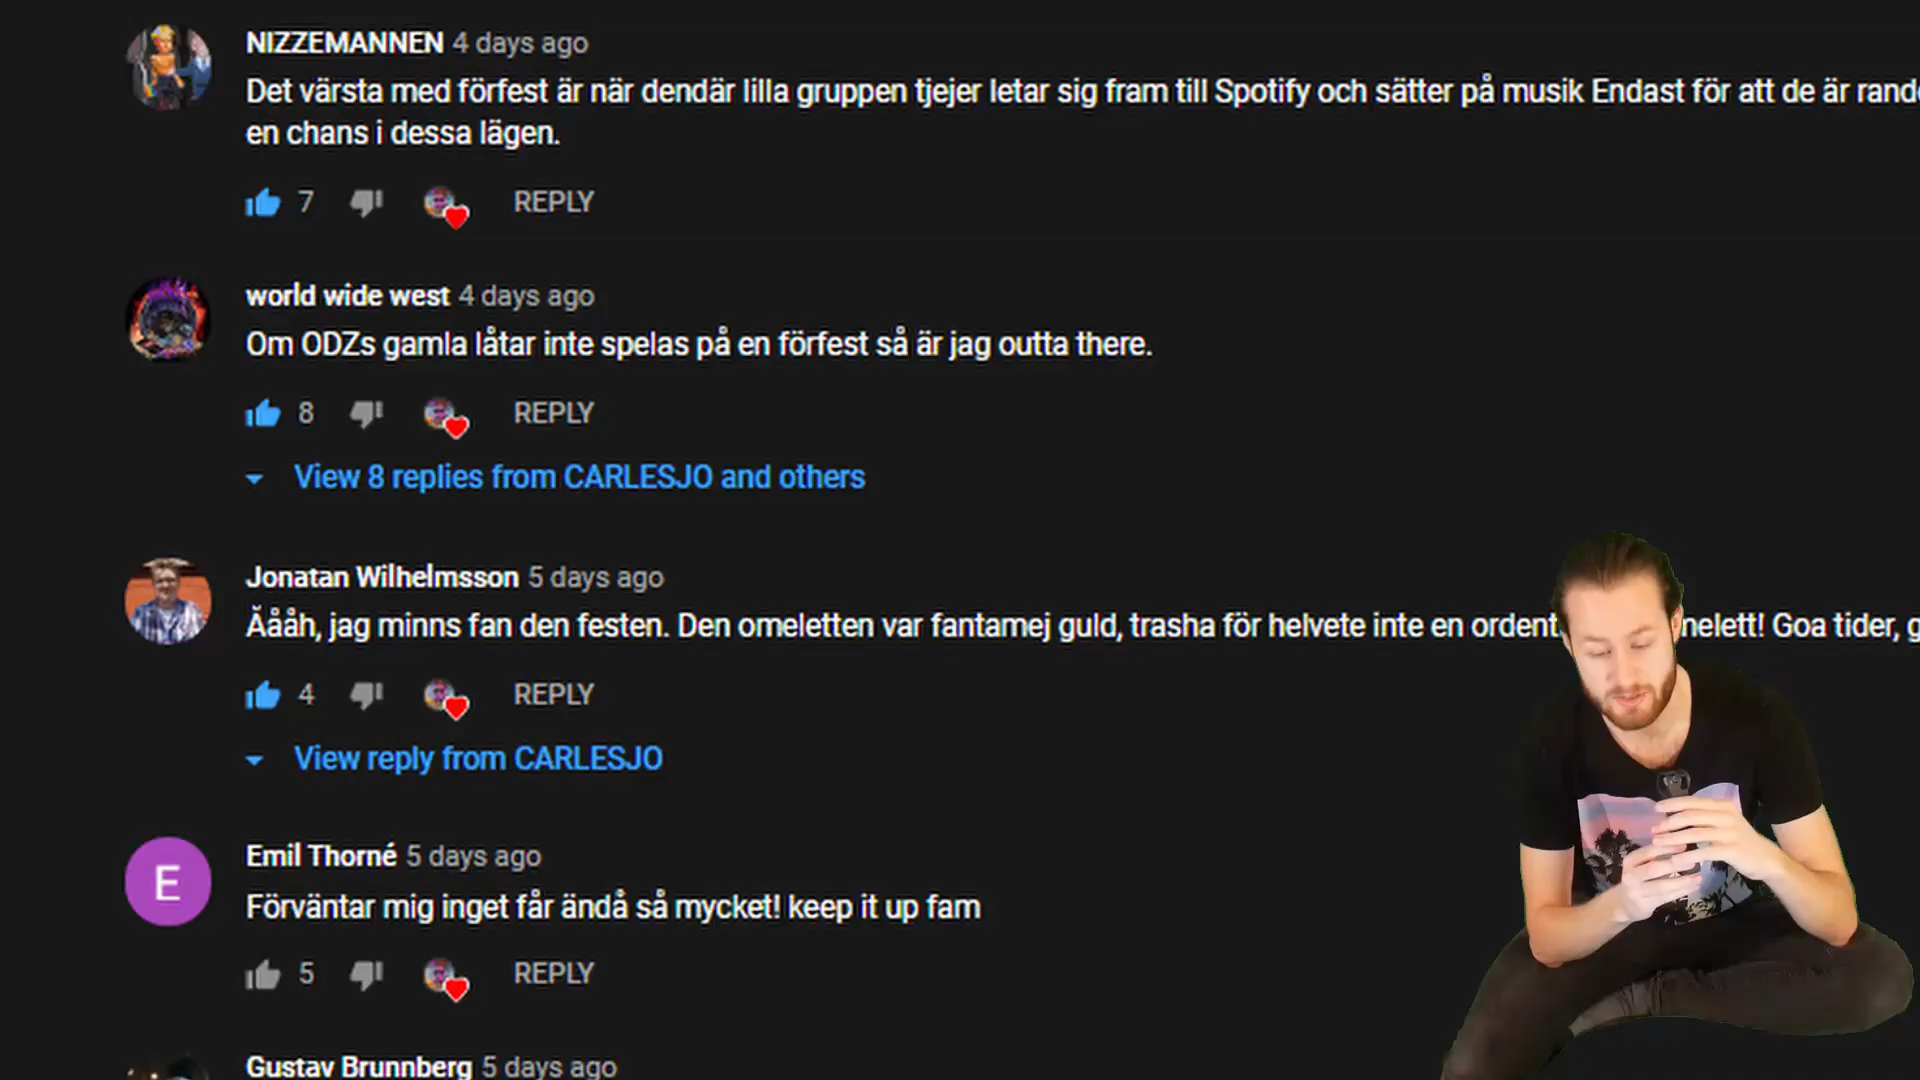 NIZZEMANNEN 4 days ago
Det värsta med förfest är när dendär lilla gruppen tjejer letar sig fram till Spotify och sätter på musik Endast för att de är
en chans i dessa lägen.
7 REPLY
world wide west 4 days ago
Om ODZs gamla låtar inte spelas på en förfest så är jag outta there.
8 REPLY
View 8 replies from CARLESJO and others
Jonatan Wilhelmsson 5 days ago
Äååh, jag minns fan den festen. Den omeletten var fantamej guld, trasha för helvete inte en ordent nelett! Goa tider, g
4 REPLY
View reply from CARLESJO
E
Emil Thorné 5 days ago
Förväntar mig inget får ändå så mycket! keep it up fam
5 REPLY
Gustav Brunnberg 5 days ago